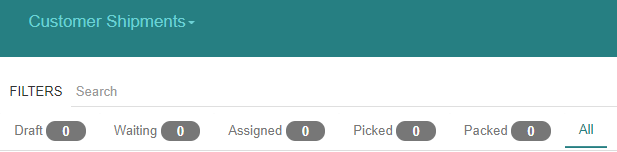 Customer Shipments
FILTERS Search
Draft 0 Waiting 0 Assigned 0 Picked 0 Packed 0 All